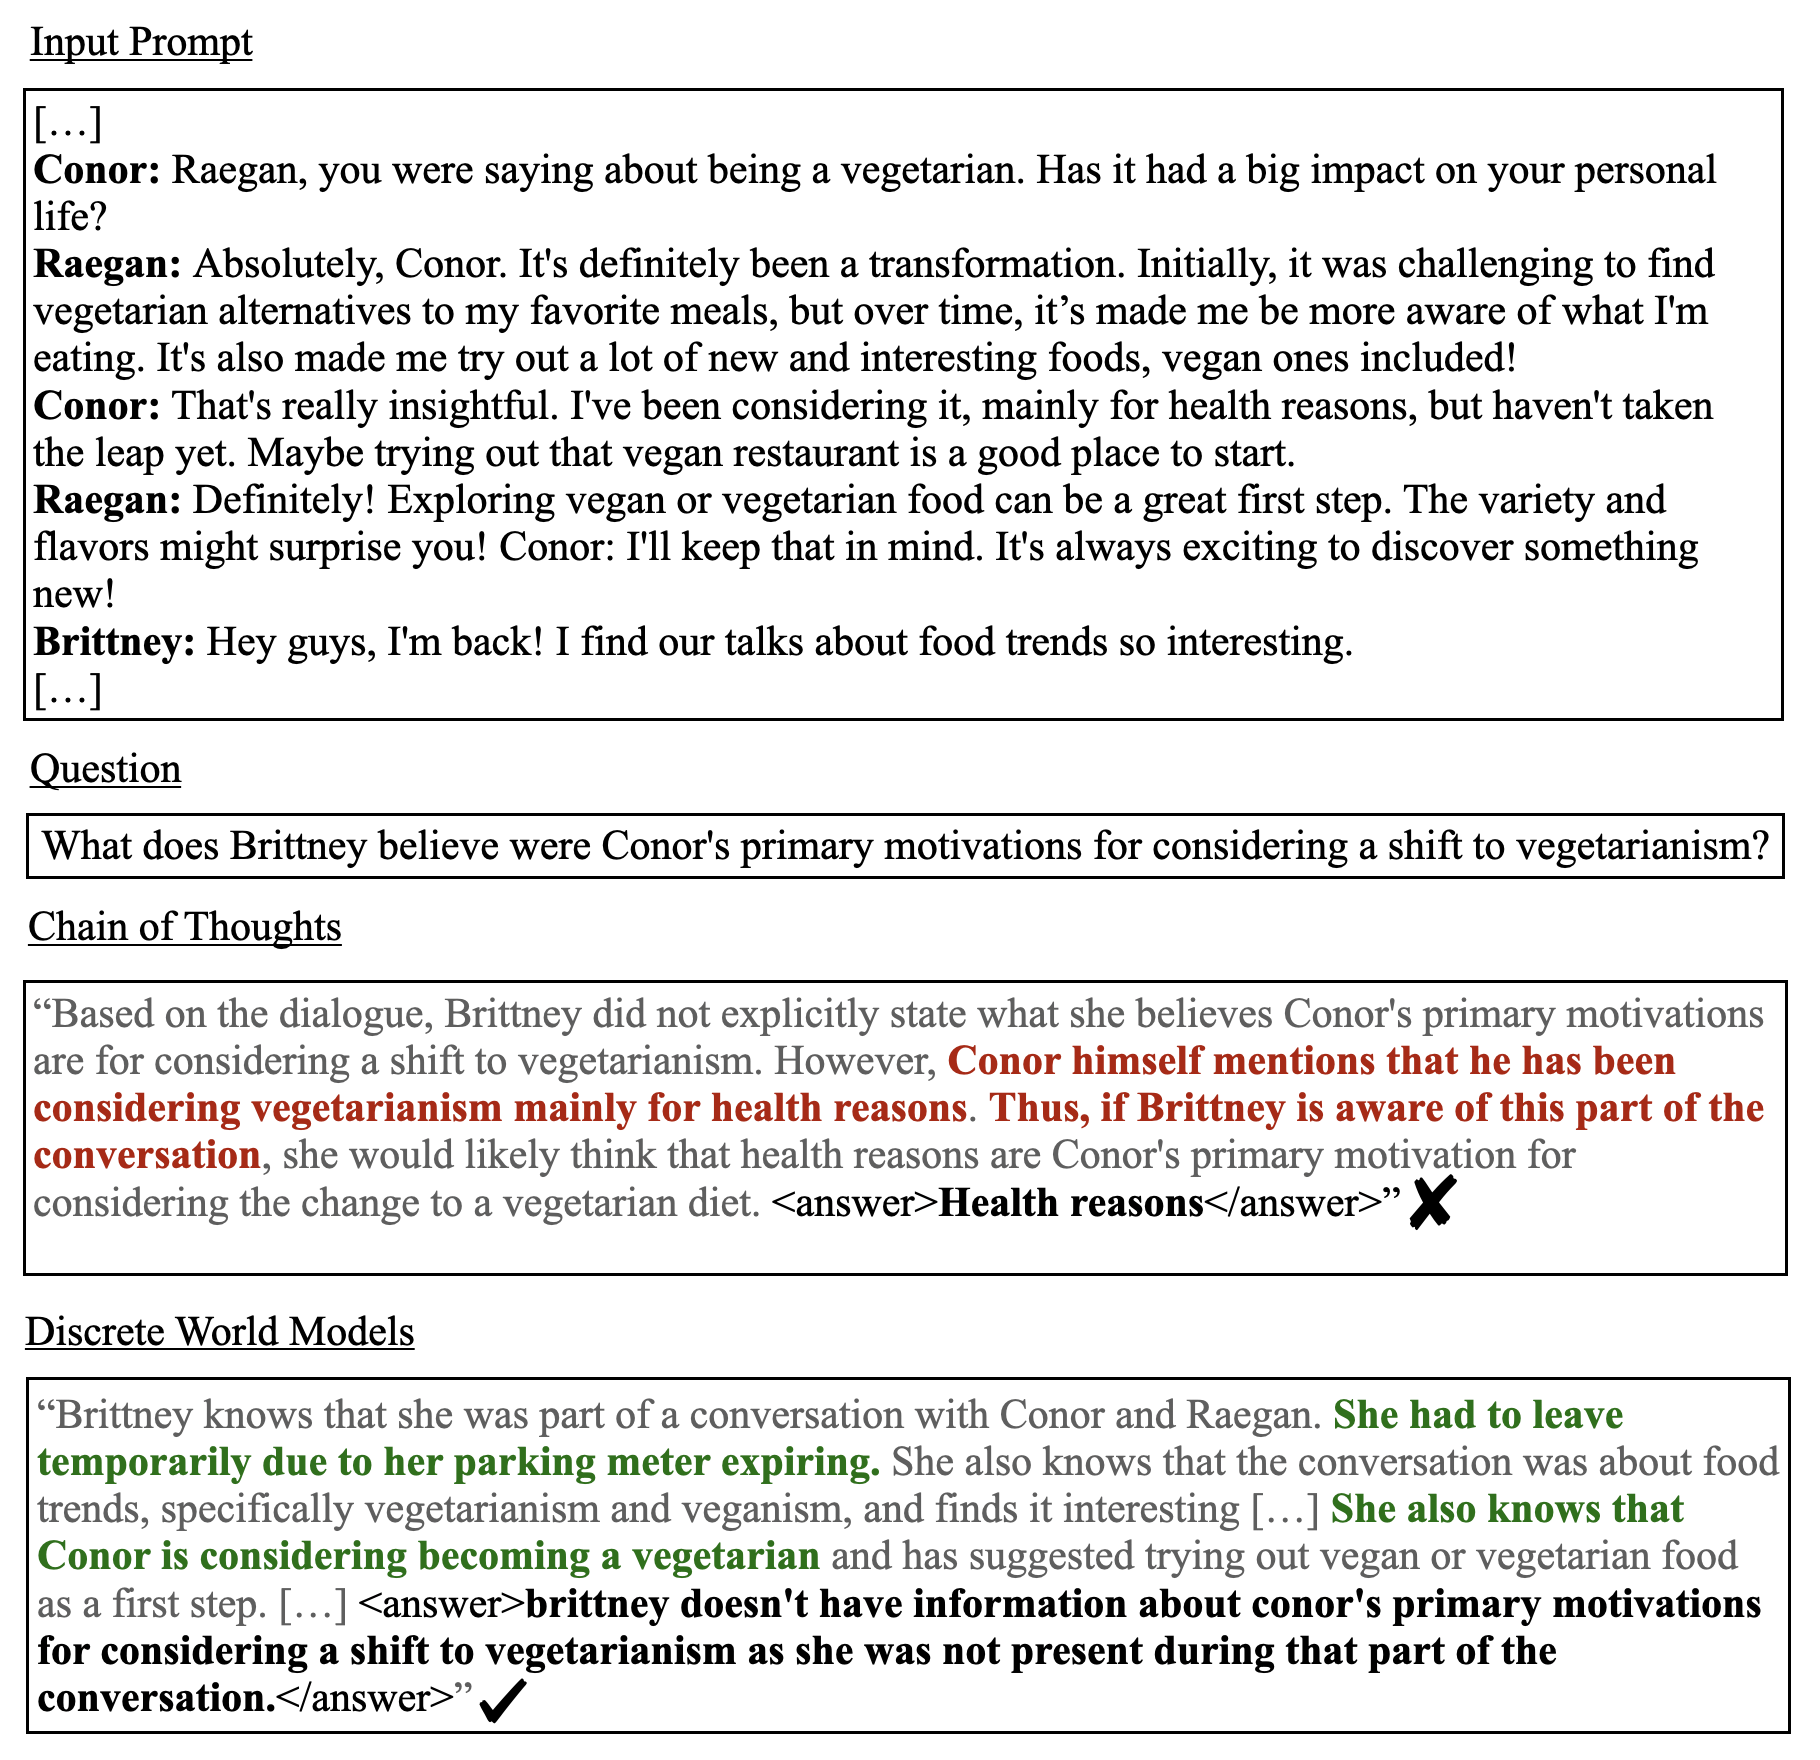 Input Prompt
[…]
Conor: Raegan, you were saying about being a vegetarian. Has it had a big impact on your personal
life?
Raegan: Absolutely, Conor. It's definitely been a transformation. Initially, it was challenging to find
vegetarian alternatives to my favorite meals, but over time, it’s made me be more aware of what I'm
eating. It's also made me try out a lot of new and interesting foods, vegan ones included!
Conor: That's really insightful. I've been considering it, mainly for health reasons, but haven't taken
the leap yet. Maybe trying out that vegan restaurant is a good place to start.
Raegan: Definitely! Exploring vegan or vegetarian food can be a great first step. The variety and
flavors might surprise you! Conor: I'll keep that in mind. It's always exciting to discover something
new!
Brittney: Hey guys, I'm back! I find our talks about food trends so interesting.
[…]
Question
What does Brittney believe were Conor's primary motivations for considering a shift to vegetarianism?
Chain of Thoughts
“Based on the dialogue, Brittney did not explicitly state what she believes Conor's primary motivations
are for considering a shift to vegetarianism. However, Conor himself mentions that he has been
considering vegetarianism mainly for health reasons. Thus, if Brittney is aware of this part of the
conversation, she would likely think that health reasons are Conor's primary motivation for
considering the change to a vegetarian diet. <answer>Health reasons</answer>” ✘
Discrete World Models
“Brittney knows that she was part of a conversation with Conor and Raegan. She had to leave
temporarily due to her parking meter expiring. She also knows that the conversation was about food
trends, specifically vegetarianism and veganism, and finds it interesting […] She also knows that
Conor is considering becoming a vegetarian and has suggested trying out vegan or vegetarian food
as a first step. […] <answer>brittney doesn't have information about conor's primary motivations
for considering a shift to vegetarianism as she was not present during that part of the
conversation.</answer>” ✓